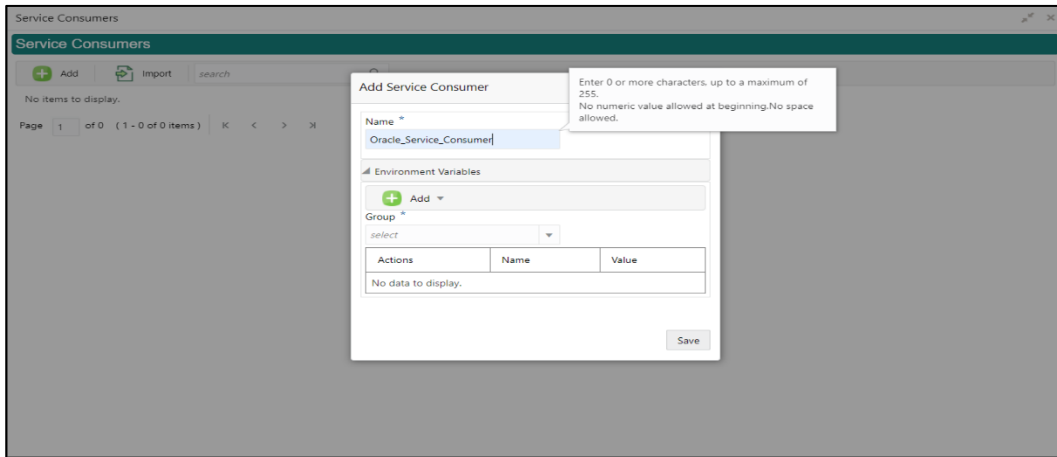 Service Consumers
Service Consumers
Add Import search
No items to display.
Page 1 of 0 (1 - 0 of 0 items) K < > >|
Add Service Consumer
Enter 0 or more characters, up to a maximum of
255.
No numeric value allowed at beginning.No space
allowed.
Name *
Oracle_Service_Consumer
Environment Variables
Add
Group *
select
Actions Name Value
No data to display.
Save